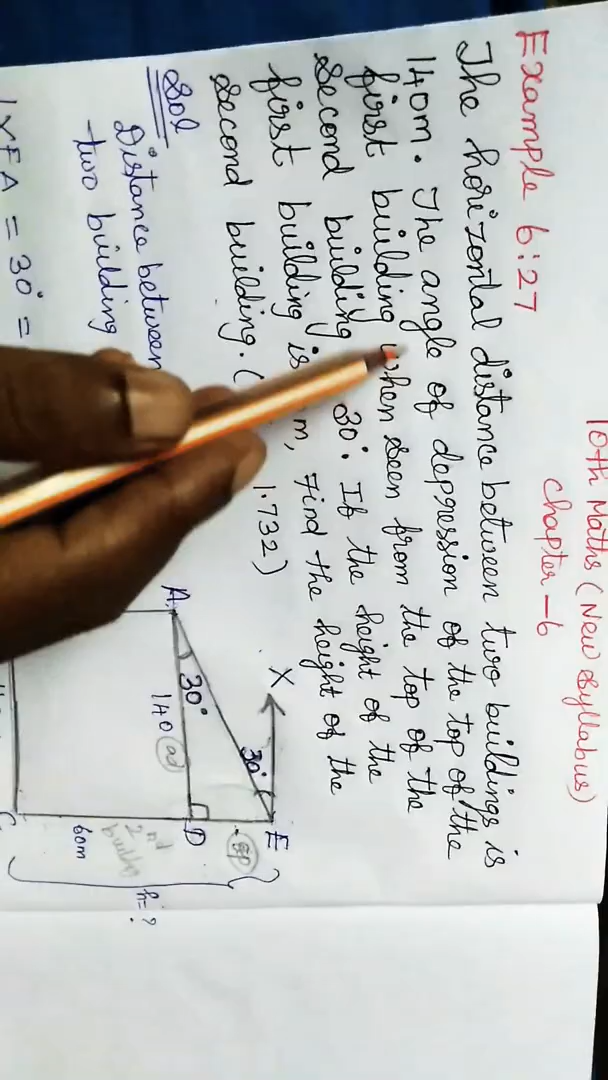 10th Maths (New Syllabus)
Chapter-6
Example 6:27
The horizontal distance between two buildings is
140m. The angle of depression of the top of the
first building when seen from the top of the
second building 30°. If the height of the
first building is m, Find the height of the
second building. ( 1.732)
Sol
Distance between
two building
= 30° =
X
30°
E
A
30°
140 ad
D
2nd
60m
h=?